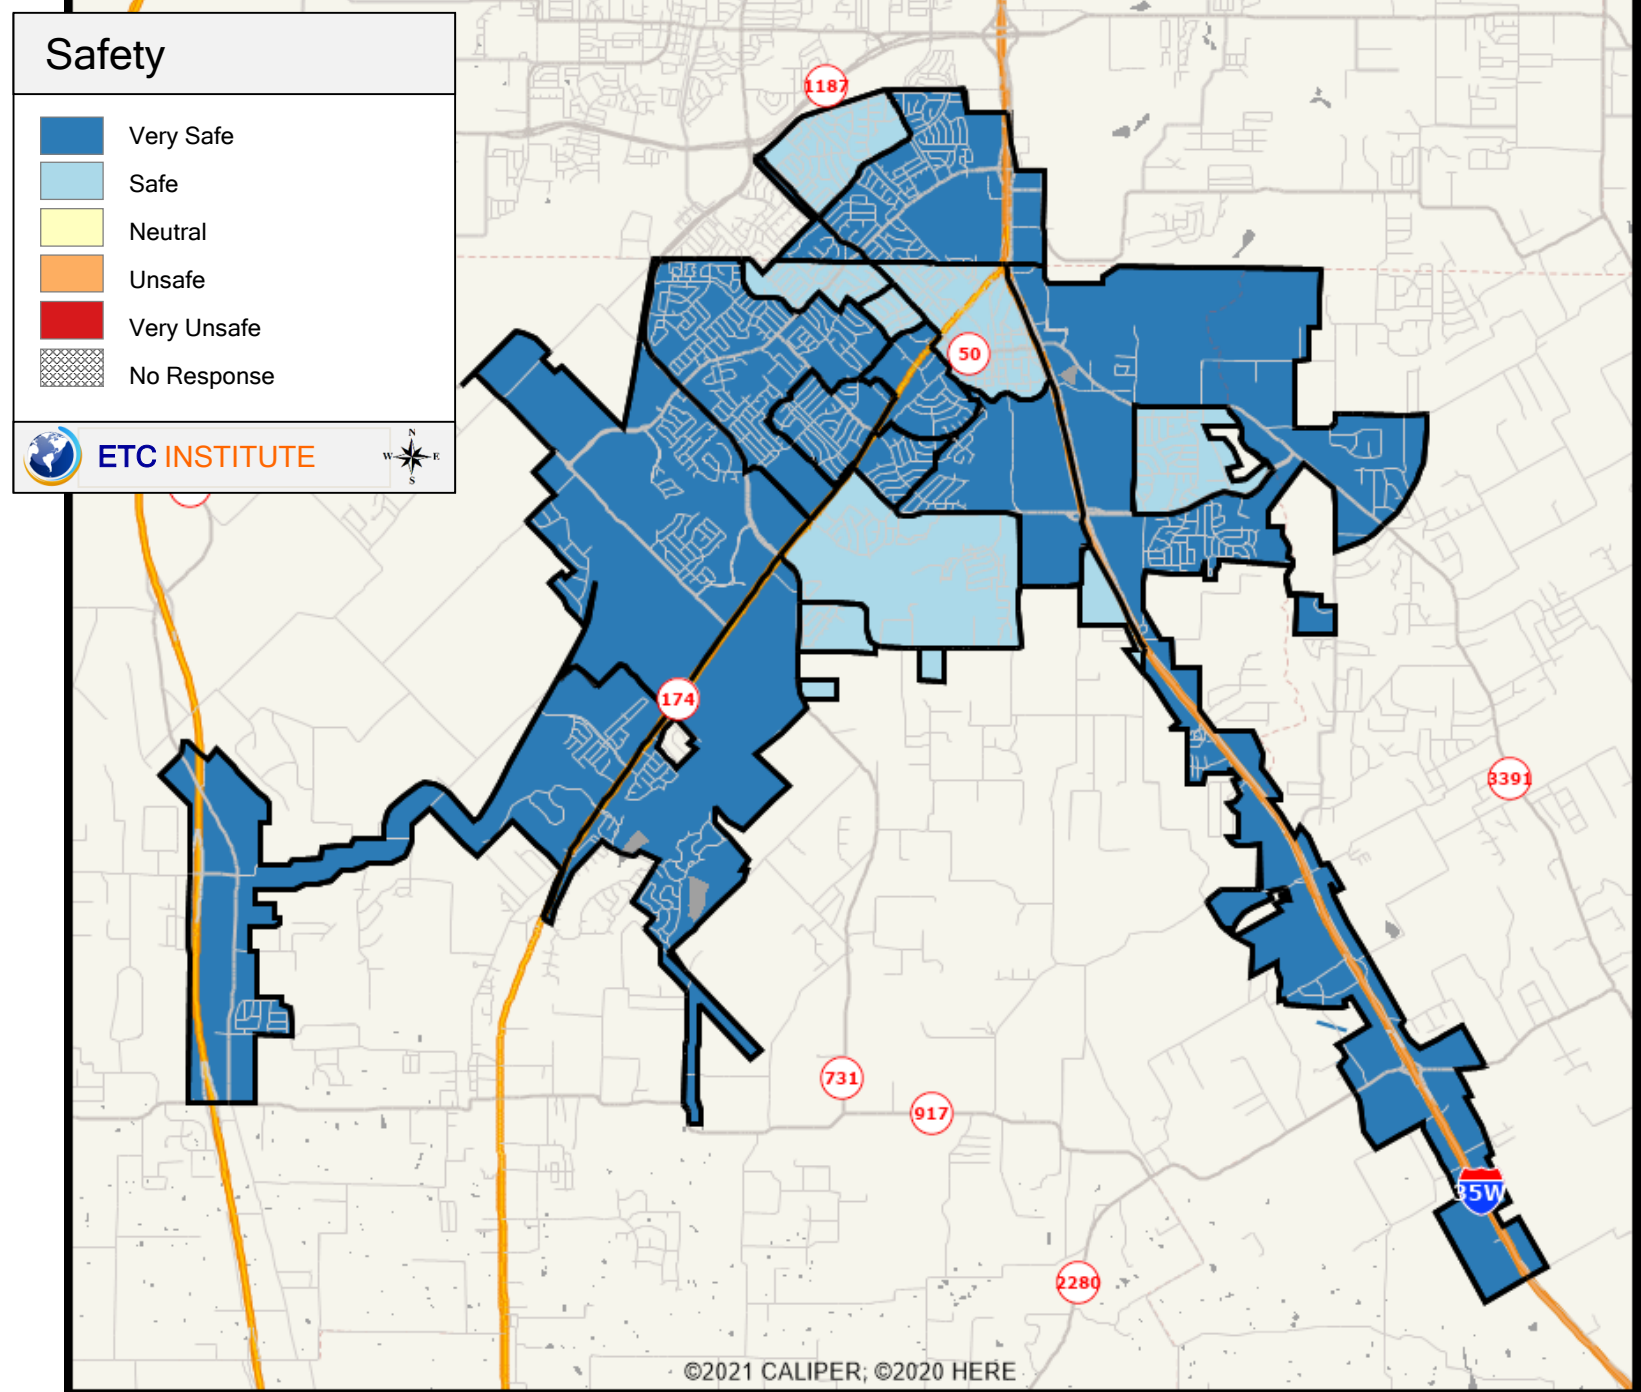 Safety
Very Safe
Safe
Neutral
Unsafe
Very Unsafe
No Response
ETC INSTITUTE
N
W E
S
1187
50
174
3391
731
917
35W
2280
©2021 CALIPER; ©2020 HERE